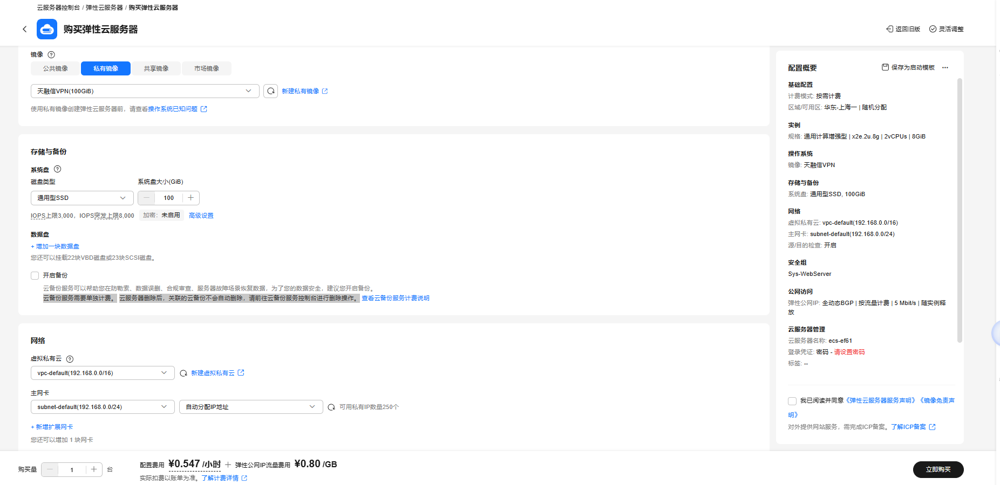 云服务器控制台 / 弹性云服务器 / 购买弹性云服务器
购买弹性云服务器
返回旧版 灵活调整
镜像
公共镜像 私有镜像 共享镜像 市场镜像
天融信VPN(100GiB) 新建私有镜像
使用私有镜像创建弹性云服务器前，请查看操作系统已知问题
存储与备份
系统盘
磁盘类型 系统盘大小(GiB)
通用型SSD 100
IOPS上限3,000，IOPS突发上限8,000 加密：未启用 高级设置
数据盘
+ 增加一块数据盘
您还可以挂载22块VBD磁盘或23块SCSI磁盘。
开启备份
云备份服务可以帮助您在防勒索、数据误删、合规审查、服务器故障场景恢复数据，为了您的数据安全，建议您开启备份。
云备份服务需要单独计费。 云服务器删除后，关联的云备份不会自动删除，请前往云备份服务控制台进行删除操作。 查看云备份服务计费说明
网络
虚拟私有云
vpc-default(192.168.0.0/16) 新建虚拟私有云
主网卡
subnet-default(192.168.0.0/24) 自动分配IP地址 可用私有IP数量250个
+ 新增扩展网卡
您还可以增加 1 块网卡
配置概要 保存为启动模板 ...
基础配置
计费模式: 按需计费
区域/可用区: 华东-上海一 | 随机分配
实例
规格: 通用计算增强型 | x2e.2u.8g | 2vCPUs | 8GiB
操作系统
镜像: 天融信VPN
存储与备份
系统盘: 通用型SSD, 100GiB
网络
虚拟私有云: vpc-default(192.168.0.0/16)
主网卡: subnet-default(192.168.0.0/24)
源/目的检查: 开启
安全组
Sys-WebServer
公网访问
弹性公网IP: 全动态BGP | 按流量计费 | 5 Mbit/s | 随实例释
放
云服务器管理
云服务器名称: ecs-ef61
登录凭证: 密码 - 请设置密码
标签: --
我已阅读并同意《弹性云服务器服务声明》《镜像免责声
明》
对外提供网站服务，需完成ICP备案。了解ICP备案
购买量 1 台 配置费用 ¥0.547 /小时 + 弹性公网IP流量费用 ¥0.80 /GB
实际扣费以账单为准。了解计费详情
立即购买